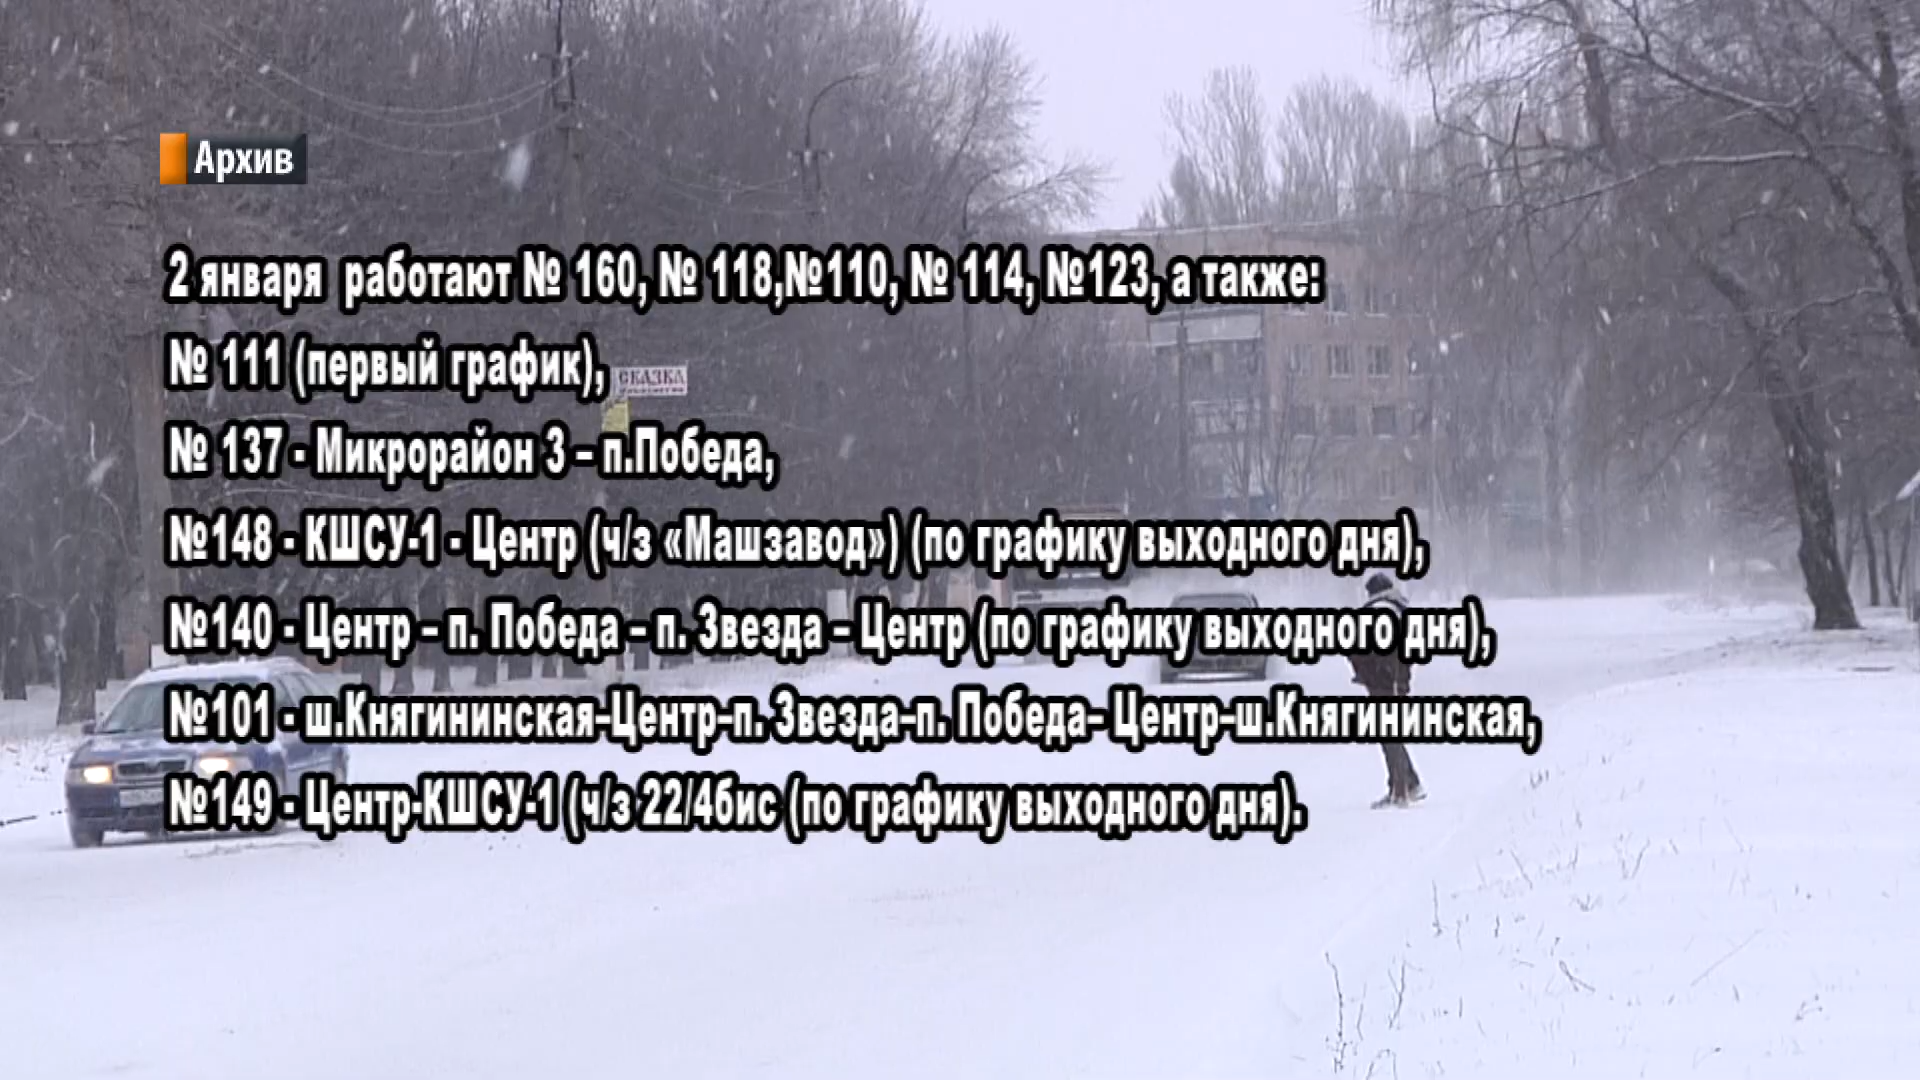 Архив
2 января работают № 160, № 118,№110, № 114, №123, а также:
№ 111 (первый график),
СКАЗКА
№ 137 - Микрорайон 3 – п.Победа,
№148 - КШСУ-1 - Центр (ч/з «Машзавод») (по графику выходного дня),
№140 - Центр – п. Победа – п. Звезда – Центр (по графику выходного дня),
№101 - ш.Княгининская–Центр–п. Звезда–п. Победа– Центр–ш.Княгининская,
№149 - Центр-КШСУ-1 (ч/з 22/4бис (по графику выходного дня).